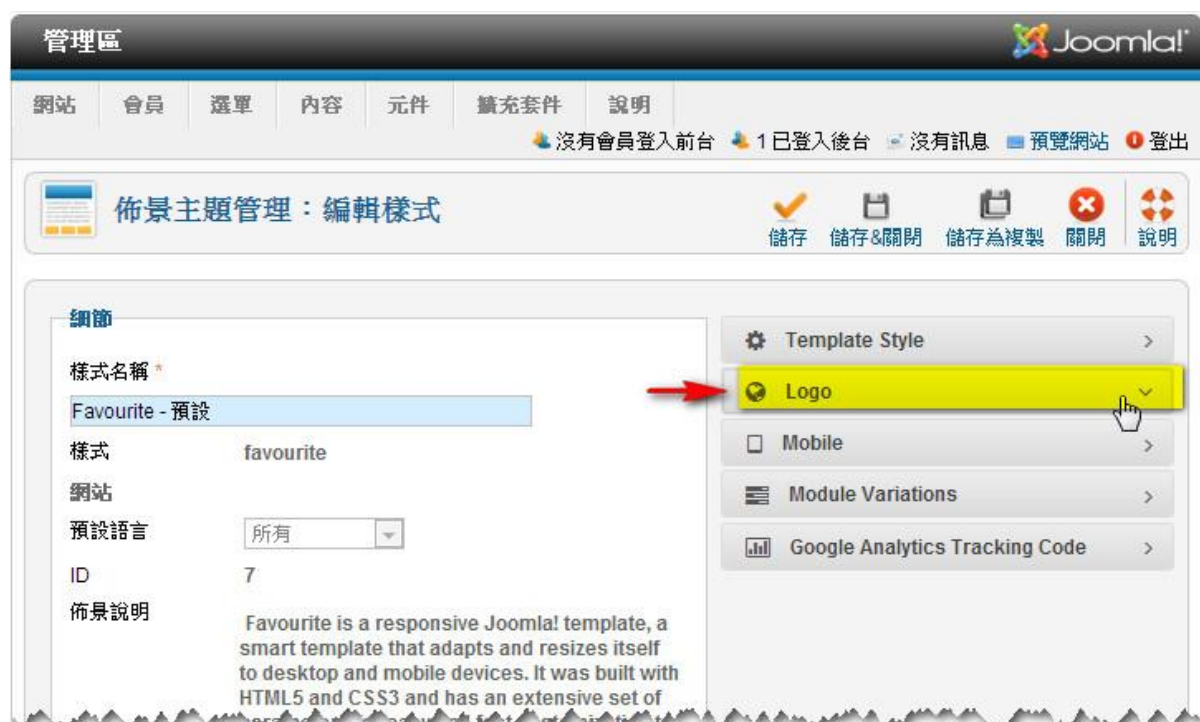 管理區
Joomla!
網站 會員 選單 內容 元件 擴充套件 說明
沒有會員登入前台 1 已登入後台 沒有訊息 預覽網站 登出
佈景主題管理：編輯樣式
儲存 儲存&關閉 儲存為複製 關閉 說明
細節
樣式名稱 *
Favourite - 預設
樣式 favourite
網站
預設語言 所有
ID 7
佈景說明
Favourite is a responsive Joomla! template, a
smart template that adapts and resizes itself
to desktop and mobile devices. It was built with
HTML5 and CSS3 and has an extensive set of
Template Style
Logo
Mobile
Module Variations
Google Analytics Tracking Code